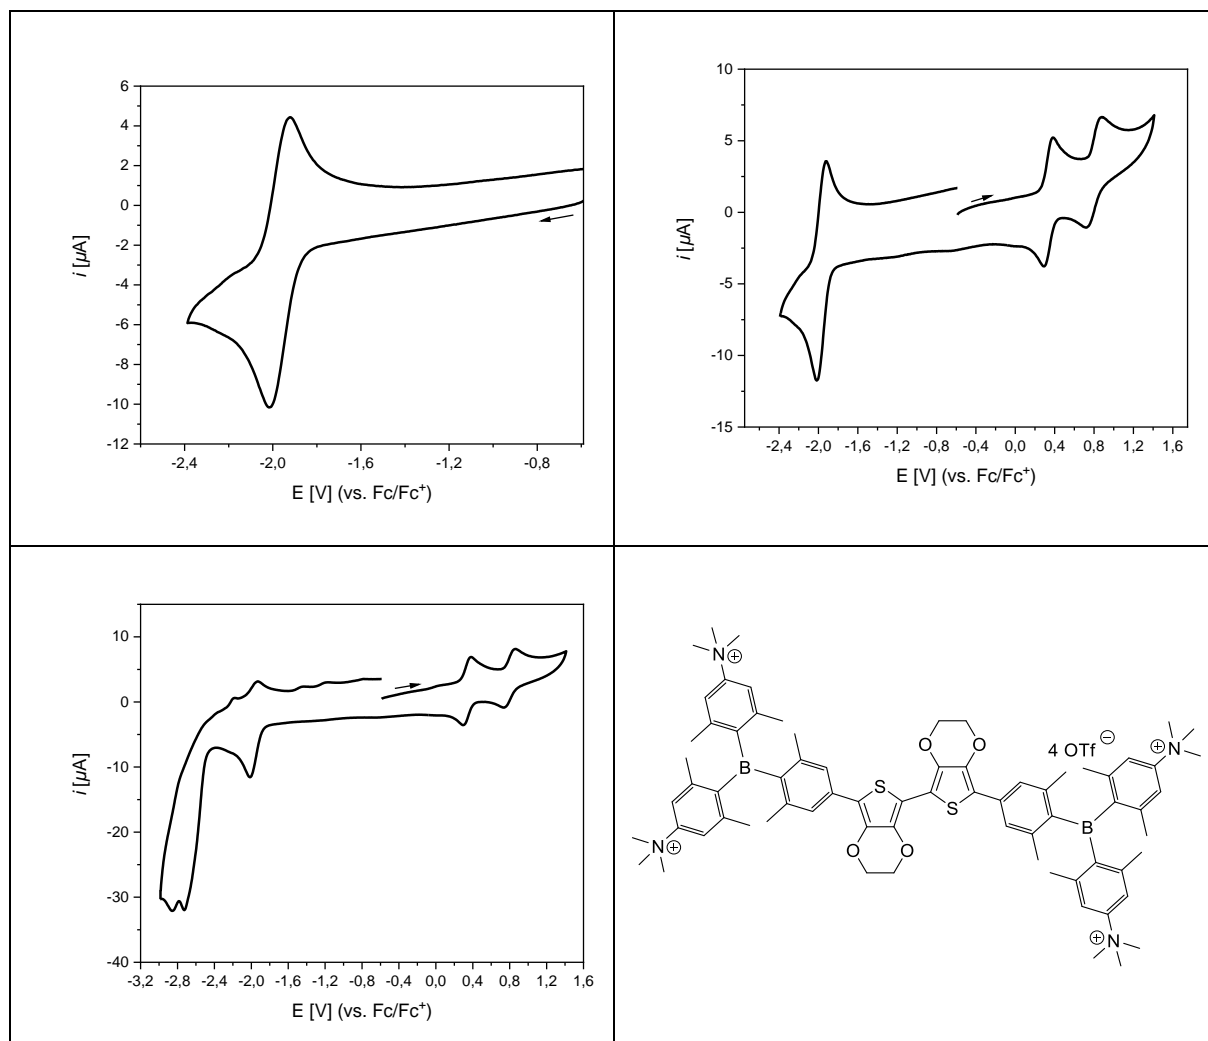 6
4
2
0
-2
-4
-6
-8
-10
-12
i [µA]
-2,4 -2,0 -1,6 -1,2 -0,8
E [V] (vs. Fc/Fc⁺)
10
5
0
-5
-10
-15
i [µA]
-2,4 -2,0 -1,6 -1,2 -0,8 -0,4 0,0 0,4 0,8 1,2 1,6
E [V] (vs. Fc/Fc⁺)
10
0
-10
-20
-30
-40
i [µA]
-3,2 -2,8 -2,4 -2,0 -1,6 -1,2 -0,8 -0,4 0,0 0,4 0,8 1,2 1,6
E [V] (vs. Fc/Fc⁺)
N ⊕
O O
4 OTf ⊖
⊕ N
B S
S B
N ⊕
O O
⊕ N